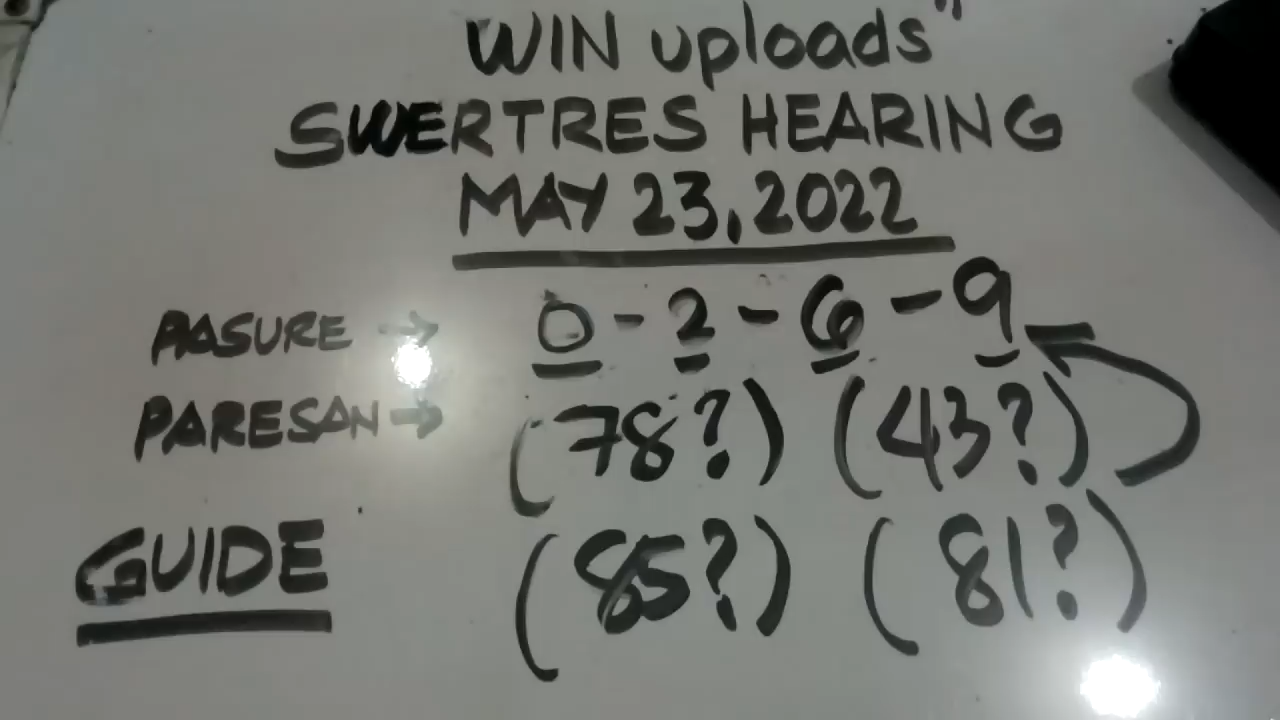 WIN uploads"
SWERTRES HEARING
MAY 23, 2022
PASURE → 0 - 2 - 6 - 9
PARESAN → (78?) (43?)
GUIDE (85?) (81?)